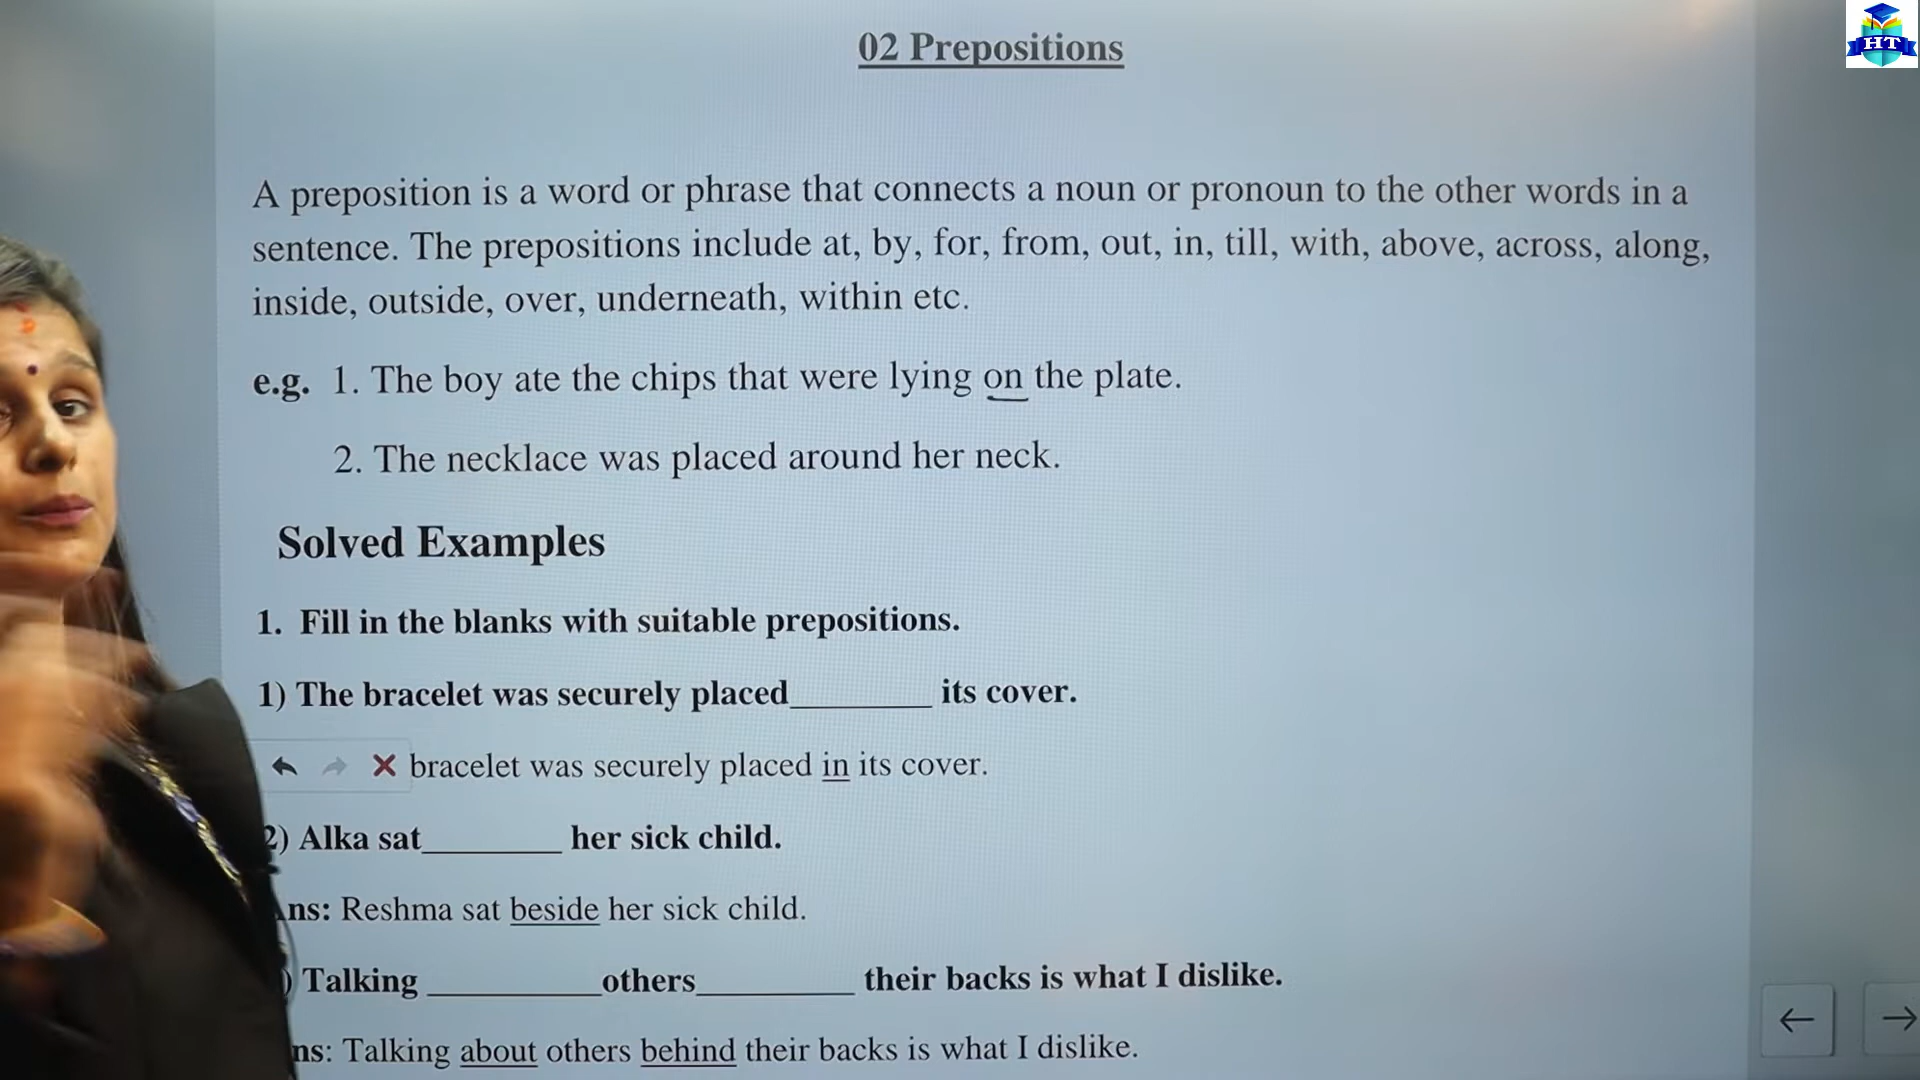 02 Prepositions
HT
A preposition is a word or phrase that connects a noun or pronoun to the other words in a
sentence. The prepositions include at, by, for, from, out, in, till, with, above, across, along,
inside, outside, over, underneath, within etc.
e.g. 1. The boy ate the chips that were lying on the plate.
2. The necklace was placed around her neck.
Solved Examples
1. Fill in the blanks with suitable prepositions.
1) The bracelet was securely placed________ its cover.
bracelet was securely placed in its cover.
2) Alka sat________ her sick child.
ns: Reshma sat beside her sick child.
) Talking __________others_________ their backs is what I dislike.
ns: Talking about others behind their backs is what I dislike.